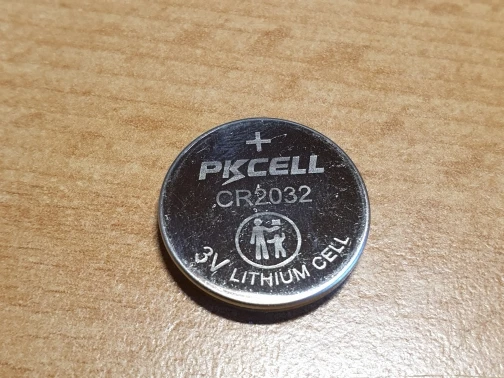 +
PKCELL
CR2032
3V LITHIUM CELL